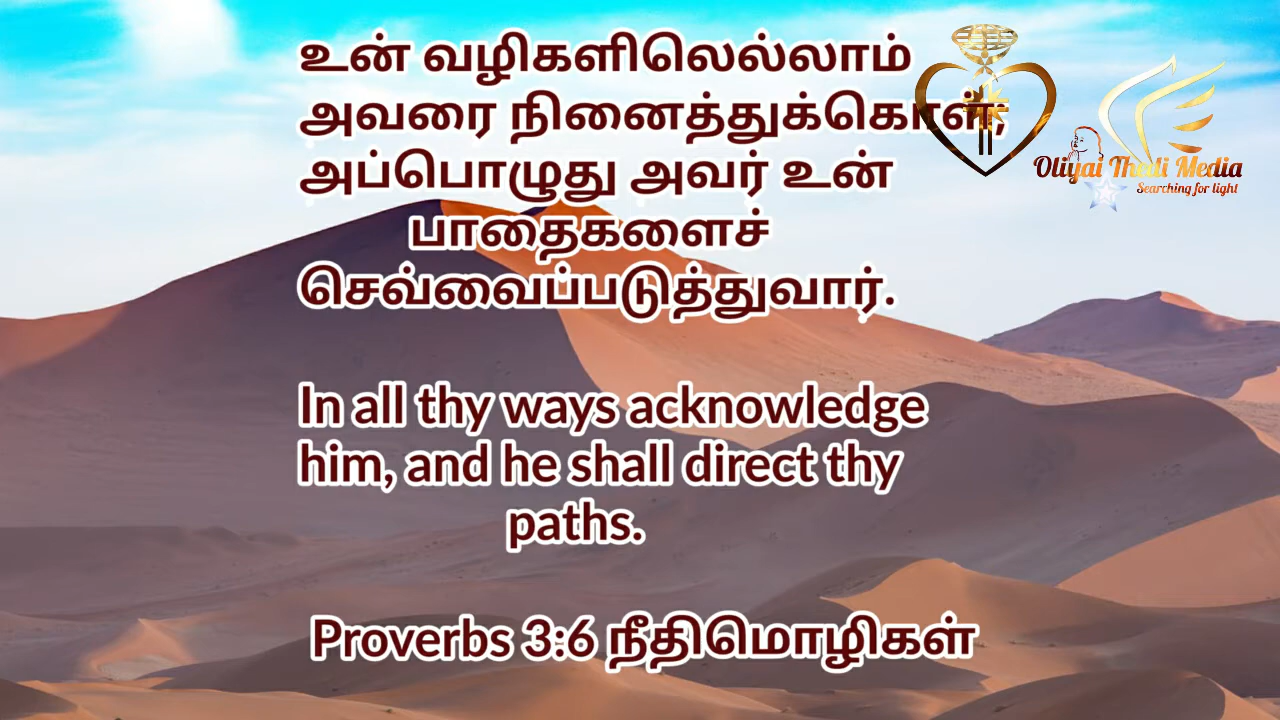 உன் வழிகளிலெல்லாம்
அவரை நினைத்துக்கொள்;
அப்பொழுது அவர் உன்
பாதைகளைச்
செவ்வைப்படுத்துவார்.
In all thy ways acknowledge
him, and he shall direct thy
paths.
Proverbs 3:6 நீதிமொழிகள்
Oliyai Thedi Media
Searching for light